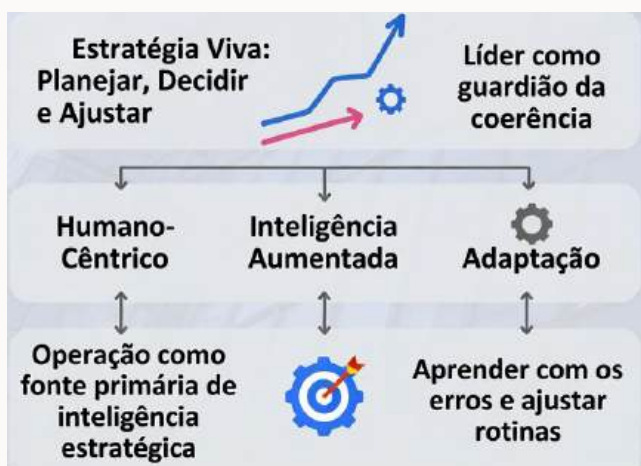 Estratégia Viva:
Planejar, Decidir
e Ajustar
Líder como
guardião da
coerência
Humano-
Cêntrico
Inteligência
Aumentada
Adaptação
Operação como
fonte primária de
inteligência
estratégica
Aprender com os
erros e ajustar
rotinas